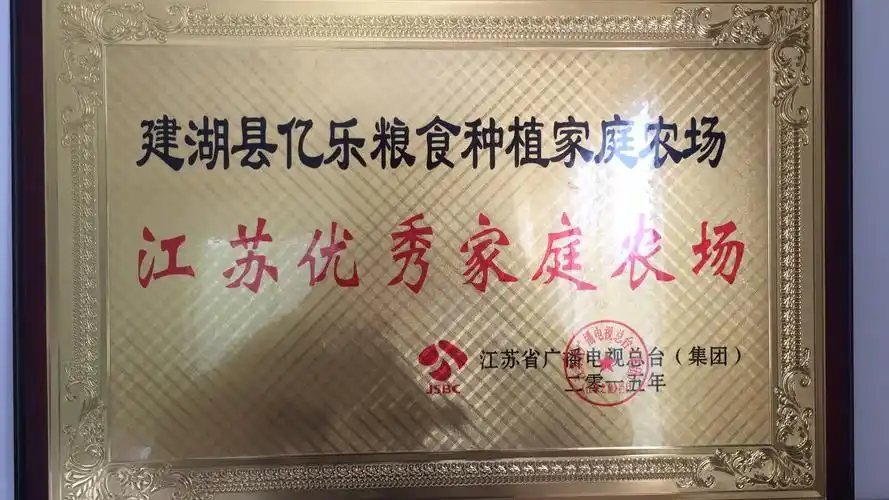 建湖县亿乐粮食种植家庭农场
江苏优秀家庭农场
JSBC
江苏省广播电视总台（集团）
二零一五年